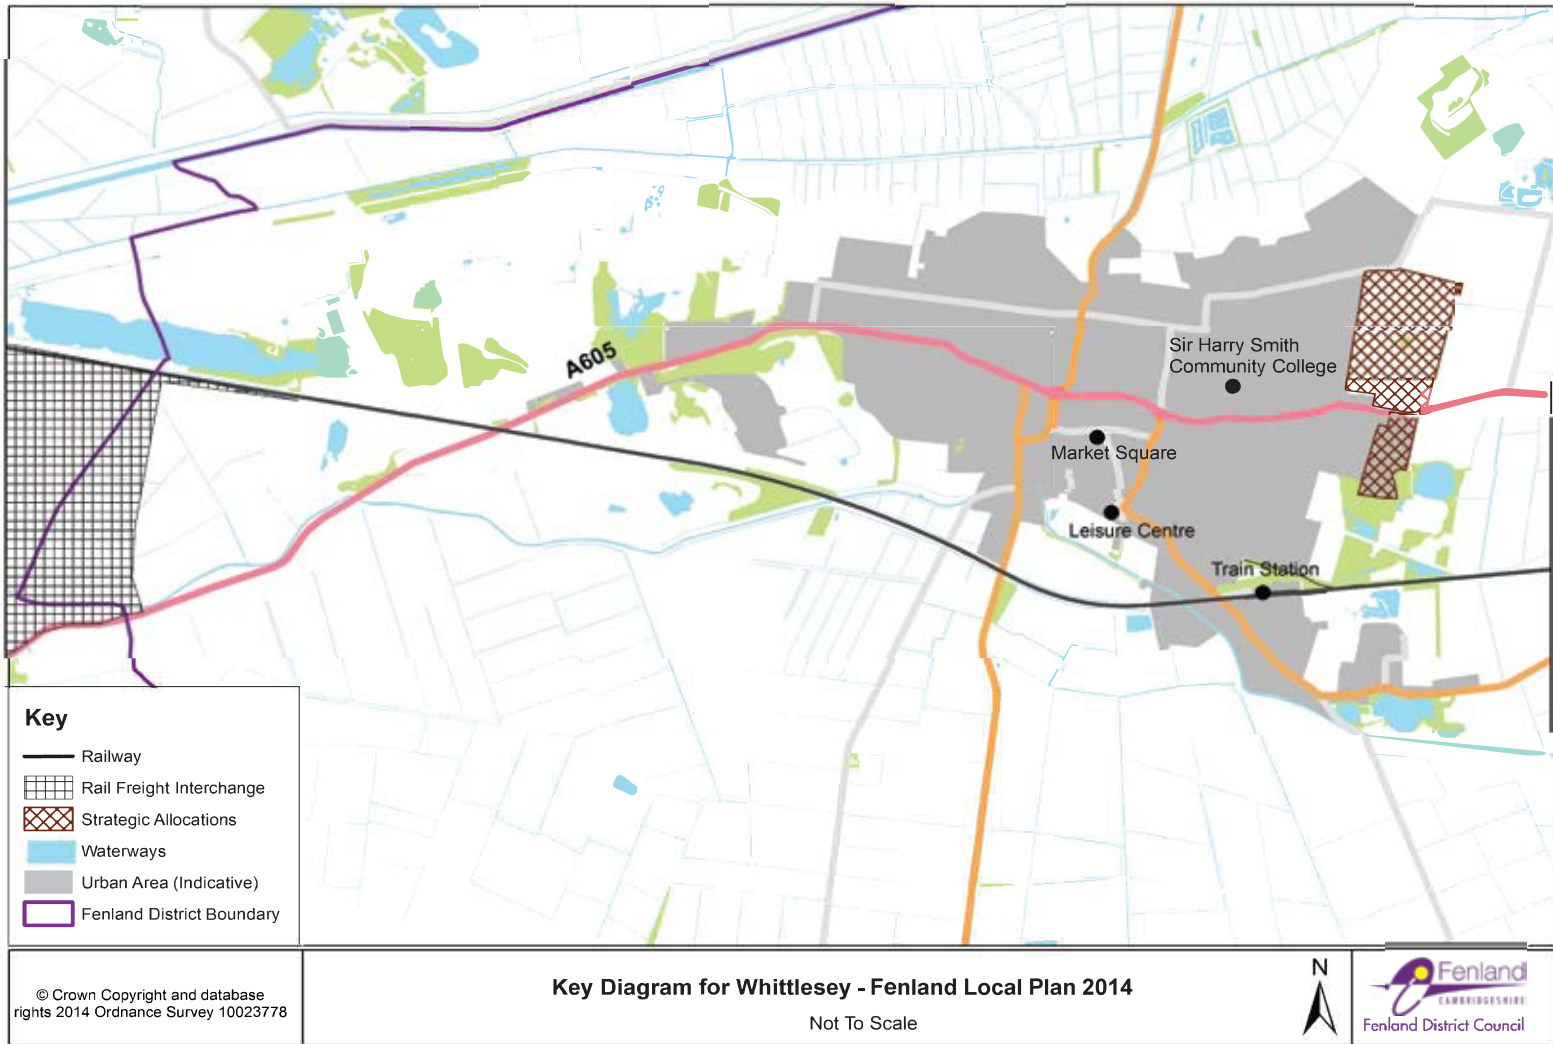 A605
Sir Harry Smith
Community College
Market Square
Leisure Centre
Train Station
Key
Railway
Rail Freight Interchange
Strategic Allocations
Waterways
Urban Area (Indicative)
Fenland District Boundary
© Crown Copyright and database
rights 2014 Ordnance Survey 10023778
Key Diagram for Whittlesey - Fenland Local Plan 2014
Not To Scale
N
Fenland
CAMBRIDGESHIRE
Fenland District Council